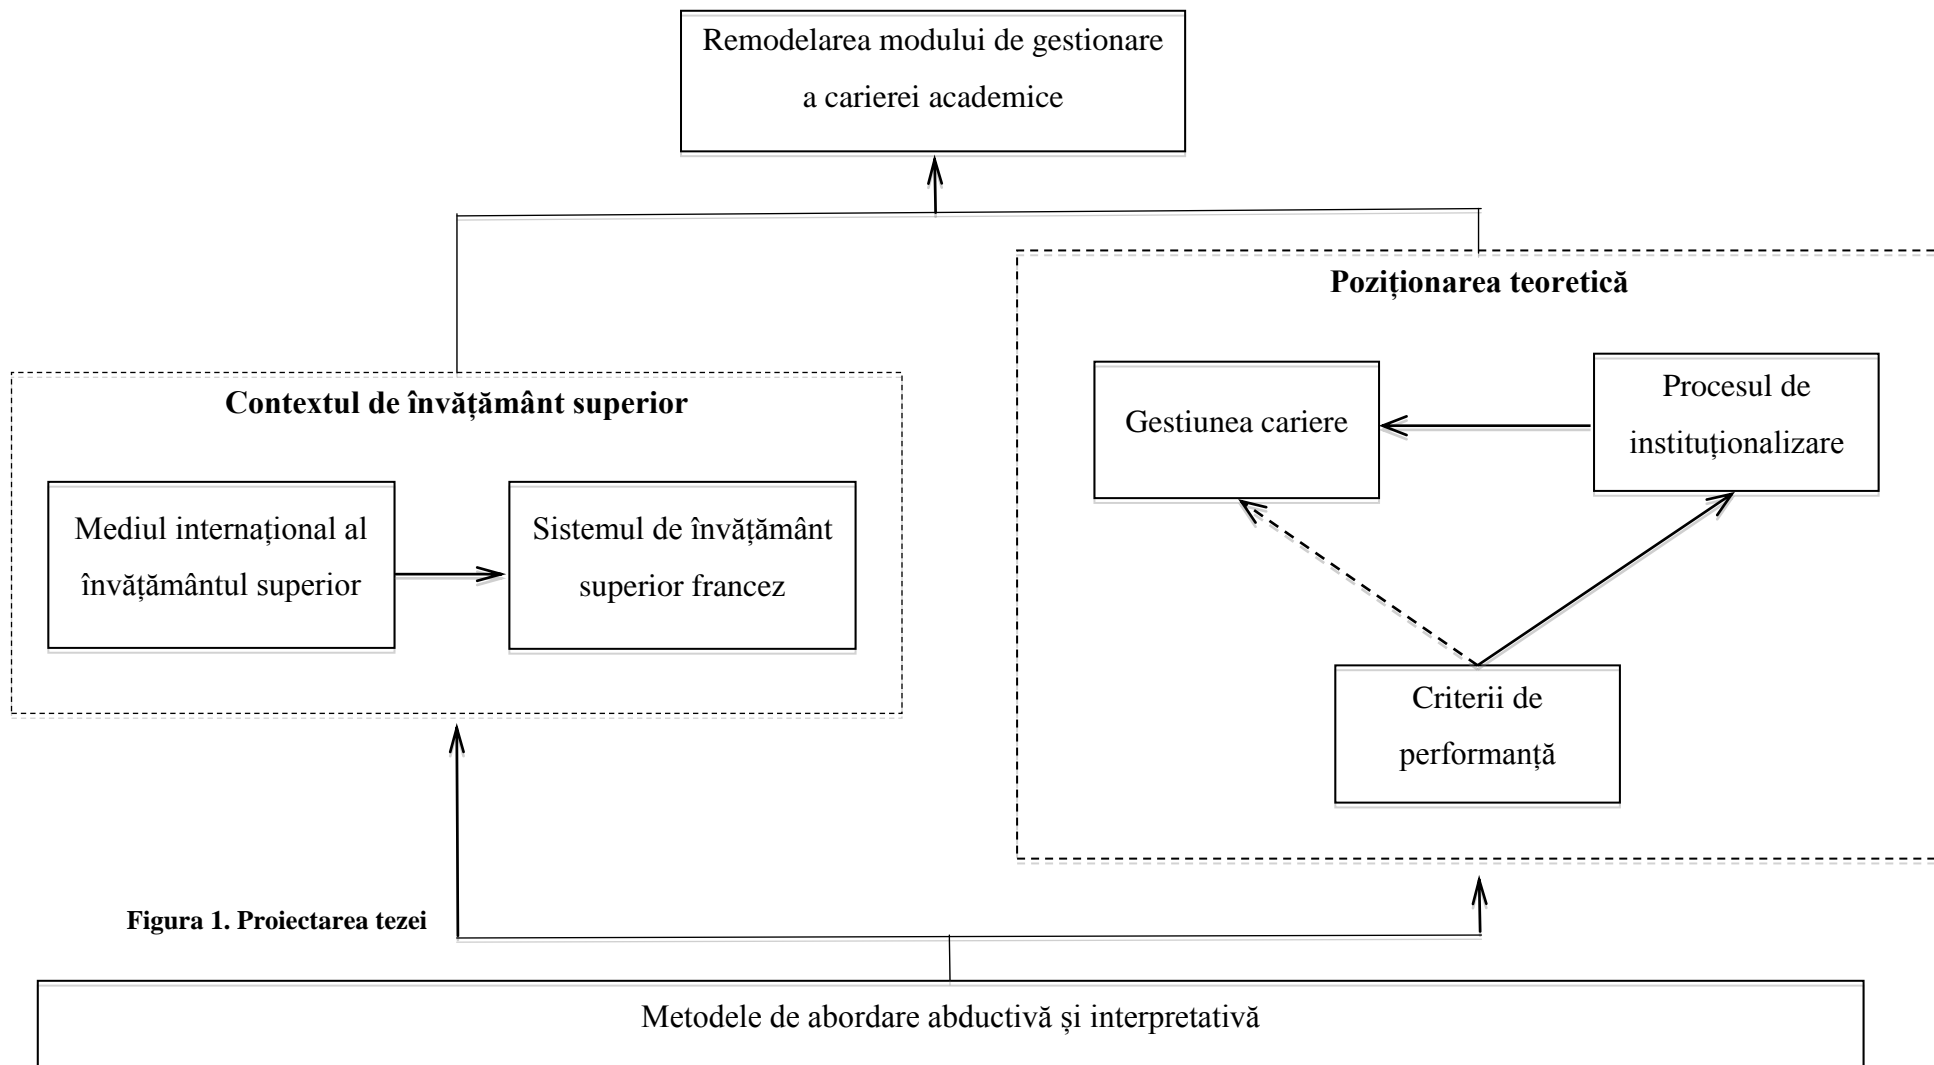 Remodelarea modului de gestionare
a carierei academice
Poziționarea teoretică
Contextul de învățământ superior
Gestiunea cariere
Procesul de
instituționalizare
Mediul internațional al
învățământul superior
Sistemul de învățământ
superior francez
Criterii de
performanță
Figura 1. Proiectarea tezei
Metodele de abordare abductivă și interpretativă